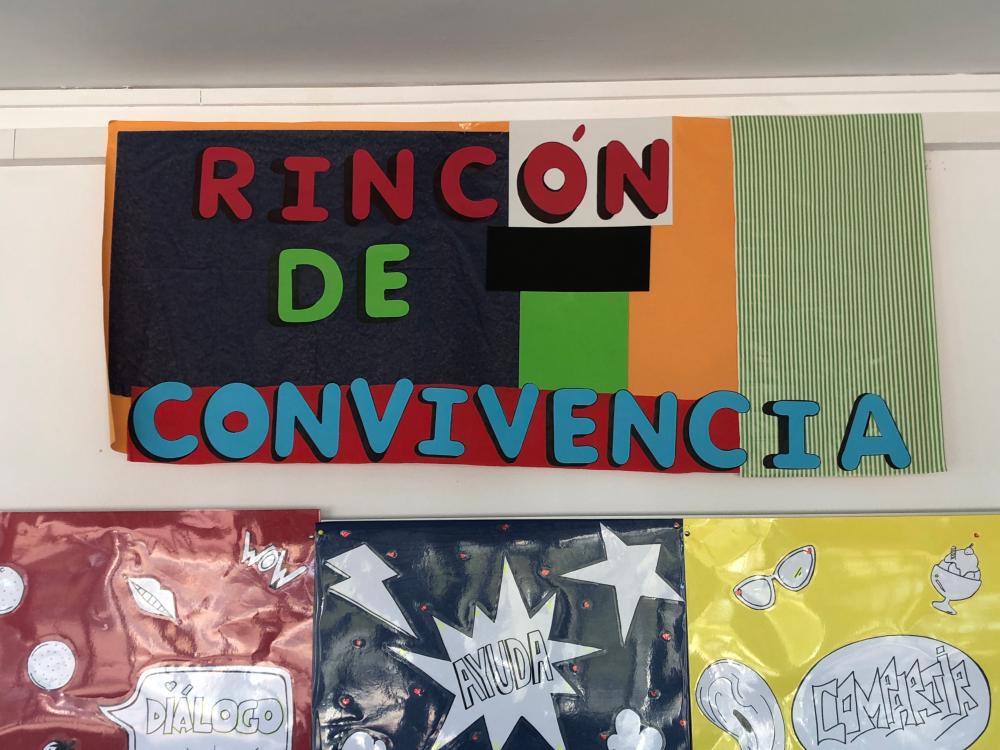 RINCÓN
DE
CONVIVENCIA
WOW
DIÁLOGO
AYUDA
COMPARTIR